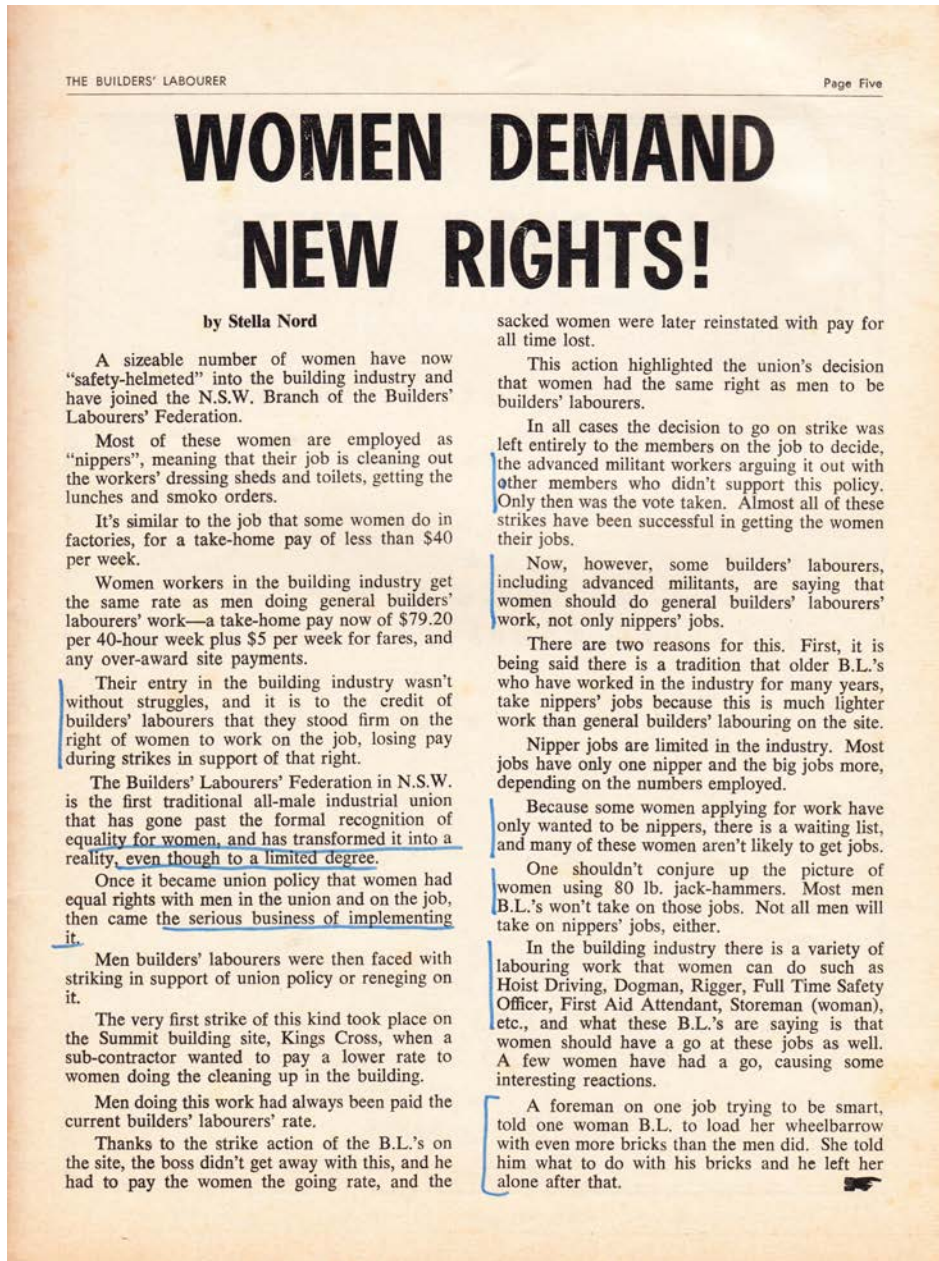 THE BUILDERS' LABOURER
Page Five
WOMEN DEMAND
NEW RIGHTS!
by Stella Nord
A sizeable number of women have now
"safety-helmeted" into the building industry and
have joined the N.S.W. Branch of the Builders'
Labourers' Federation.
Most of these women are employed as
"nippers", meaning that their job is cleaning out
the workers' dressing sheds and toilets, getting the
lunches and smoko orders.
It's similar to the job that some women do in
factories, for a take-home pay of less than $40
per week.
Women workers in the building industry get
the same rate as men doing general builders'
labourers' work—a take-home pay now of $79.20
per 40-hour week plus $5 per week for fares, and
any over-award site payments.
Their entry in the building industry wasn't
without struggles, and it is to the credit of
builders' labourers that they stood firm on the
right of women to work on the job, losing pay
during strikes in support of that right.
The Builders' Labourers' Federation in N.S.W.
is the first traditional all-male industrial union
that has gone past the formal recognition of
equality for women, and has transformed it into a
reality, even though to a limited degree.
Once it became union policy that women had
equal rights with men in the union and on the job,
then came the serious business of implementing
it.
Men builders' labourers were then faced with
striking in support of union policy or reneging on
it.
The very first strike of this kind took place on
the Summit building site, Kings Cross, when a
sub-contractor wanted to pay a lower rate to
women doing the cleaning up in the building.
Men doing this work had always been paid the
current builders' labourers' rate.
Thanks to the strike action of the B.L.'s on
the site, the boss didn't get away with this, and he
had to pay the women the going rate, and the
sacked women were later reinstated with pay for
all time lost.
This action highlighted the union's decision
that women had the same right as men to be
builders' labourers.
In all cases the decision to go on strike was
left entirely to the members on the job to decide,
the advanced militant workers arguing it out with
other members who didn't support this policy.
Only then was the vote taken. Almost all of these
strikes have been successful in getting the women
their jobs.
Now, however, some builders' labourers,
including advanced militants, are saying that
women should do general builders' labourers'
work, not only nippers' jobs.
There are two reasons for this. First, it is
being said there is a tradition that older B.L.'s
who have worked in the industry for many years,
take nippers' jobs because this is much lighter
work than general builders' labouring on the site.
Nipper jobs are limited in the industry. Most
jobs have only one nipper and the big jobs more,
depending on the numbers employed.
Because some women applying for work have
only wanted to be nippers, there is a waiting list,
and many of these women aren't likely to get jobs.
One shouldn't conjure up the picture of
women using 80 lb. jack-hammers. Most men
B.L.'s won't take on those jobs. Not all men will
take on nippers' jobs, either.
In the building industry there is a variety of
labouring work that women can do such as
Hoist Driving, Dogman, Rigger, Full Time Safety
Officer, First Aid Attendant, Storeman (woman),
etc., and what these B.L.'s are saying is that
women should have a go at these jobs as well.
A few women have had a go, causing some
interesting reactions.
A foreman on one job trying to be smart,
told one woman B.L. to load her wheelbarrow
with even more bricks than the men did. She told
him what to do with his bricks and he left her
alone after that.